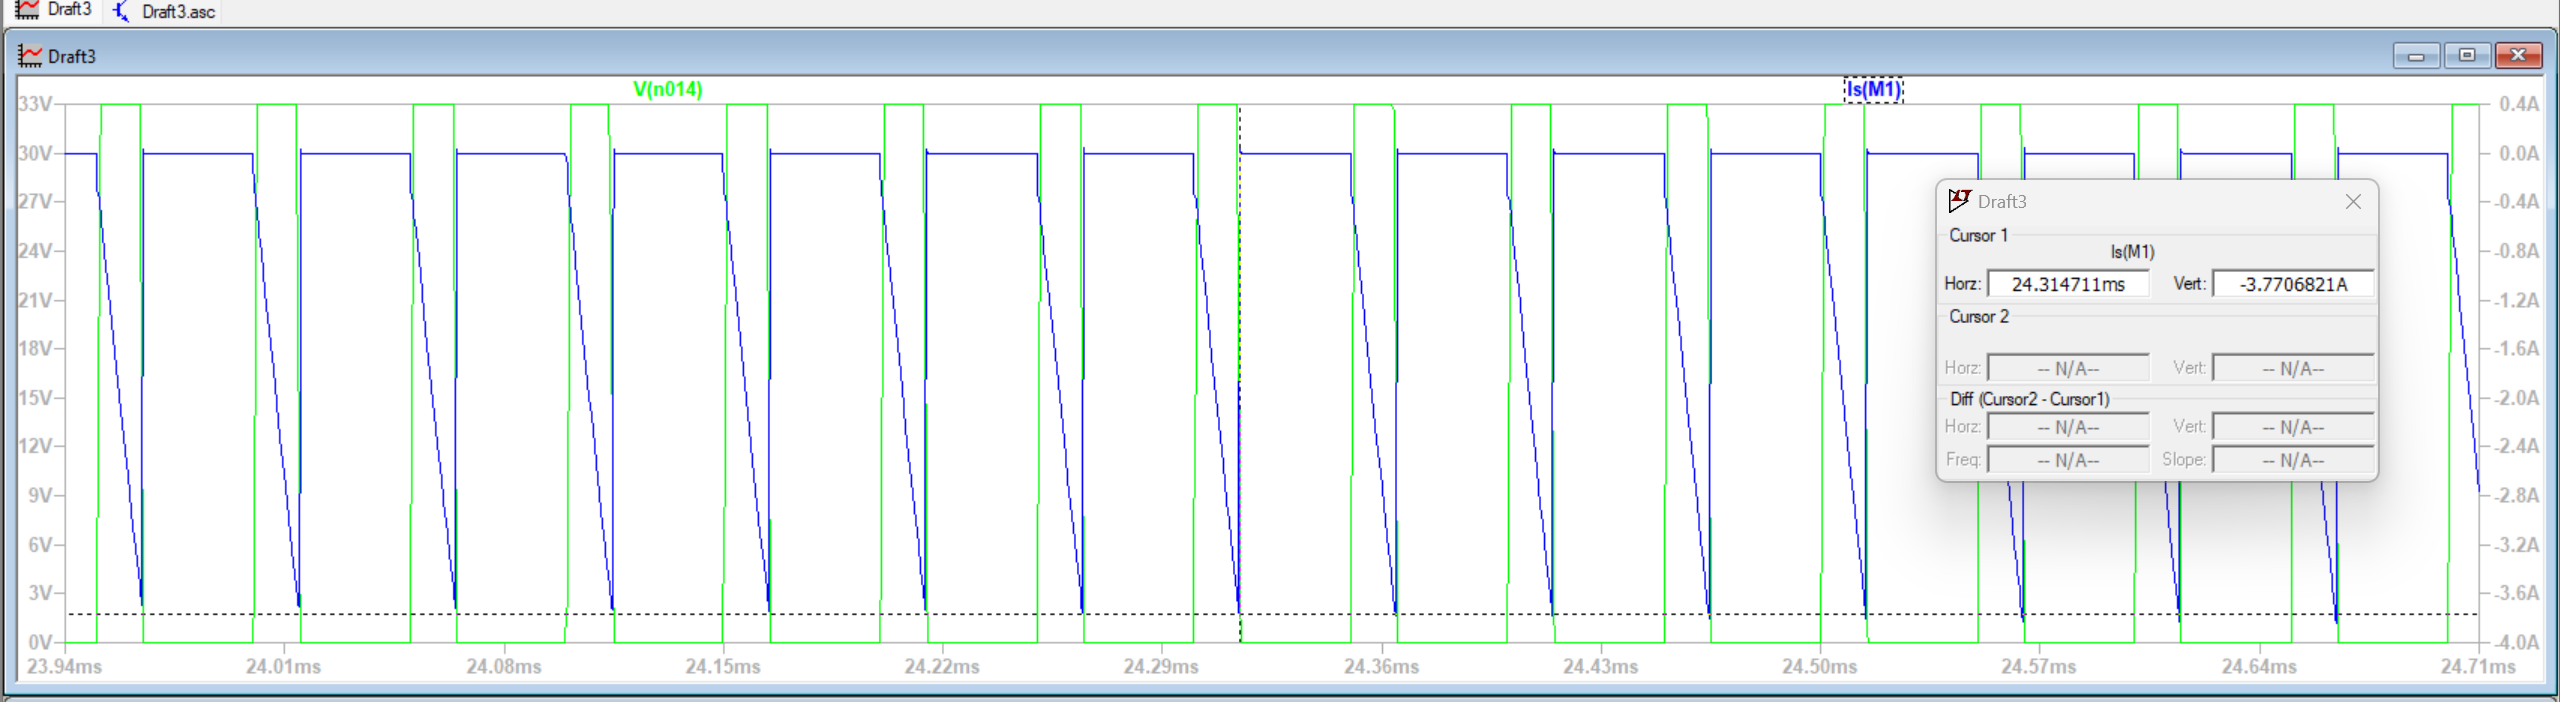 Draft3 Draft3.asc
Draft3
V(n014) Is(M1)
33V 0.4A
30V 0.0A
27V -0.4A
24V -0.8A
21V -1.2A
18V -1.6A
15V -2.0A
12V -2.4A
9V -2.8A
6V -3.2A
3V -3.6A
0V -4.0A
23.94ms 24.01ms 24.08ms 24.15ms 24.22ms 24.29ms 24.36ms 24.43ms 24.50ms 24.57ms 24.64ms 24.71ms
Draft3
Cursor 1
Is(M1)
Horz: 24.314711ms Vert: -3.7706821A
Cursor 2
Horz: -- N/A-- Vert: -- N/A--
Diff (Cursor2 - Cursor1)
Horz: -- N/A-- Vert: -- N/A--
Freq: -- N/A-- Slope: -- N/A--